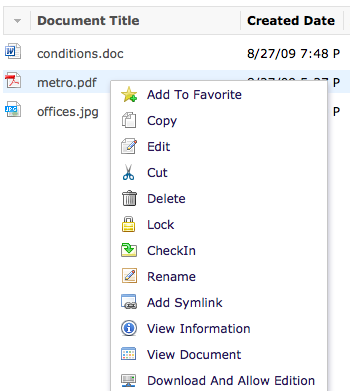 Document Title Created Date
conditions.doc 8/27/09 7:48 P
metro.pdf
offices.jpg P
Add To Favorite
Copy
Edit
Cut
Delete
Lock
CheckIn
Rename
Add Symlink
View Information
View Document
Download And Allow Edition